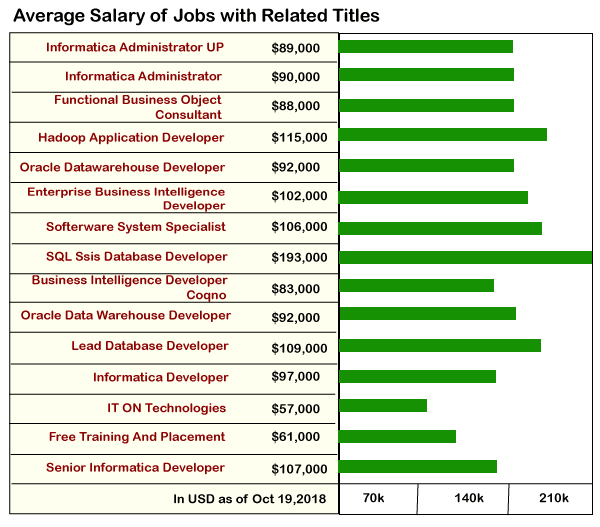 Average Salary of Jobs with Related Titles
Informatica Administrator UP $89,000
Informatica Administrator $90,000
Functional Business Object
Consultant $88,000
Hadoop Application Developer $115,000
Oracle Datawarehouse Developer $92,000
Enterprise Business Intelligence
Developer $102,000
Softerware System Specialist $106,000
SQL Ssis Database Developer $193,000
Business Intelligence Developer
Coqno $83,000
Oracle Data Warehouse Developer $92,000
Lead Database Developer $109,000
Informatica Developer $97,000
IT ON Technologies $57,000
Free Training And Placement $61,000
Senior Informatica Developer $107,000
In USD as of Oct 19,2018 70k 140k 210k